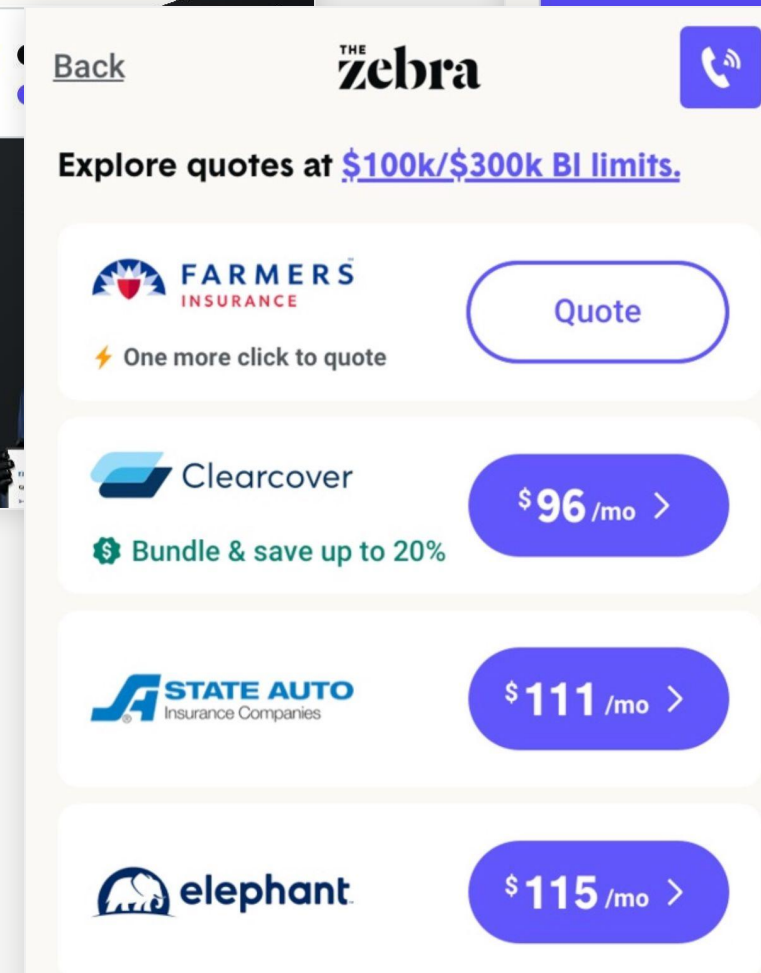 Back
THE
zebra
Explore quotes at $100k/$300k BI limits.
FARMERS
INSURANCE
Quote
One more click to quote
Clearcover
$96/mo
$ Bundle & save up to 20%
STATE AUTO
Insurance Companies
$111/mo
elephant
$115/mo